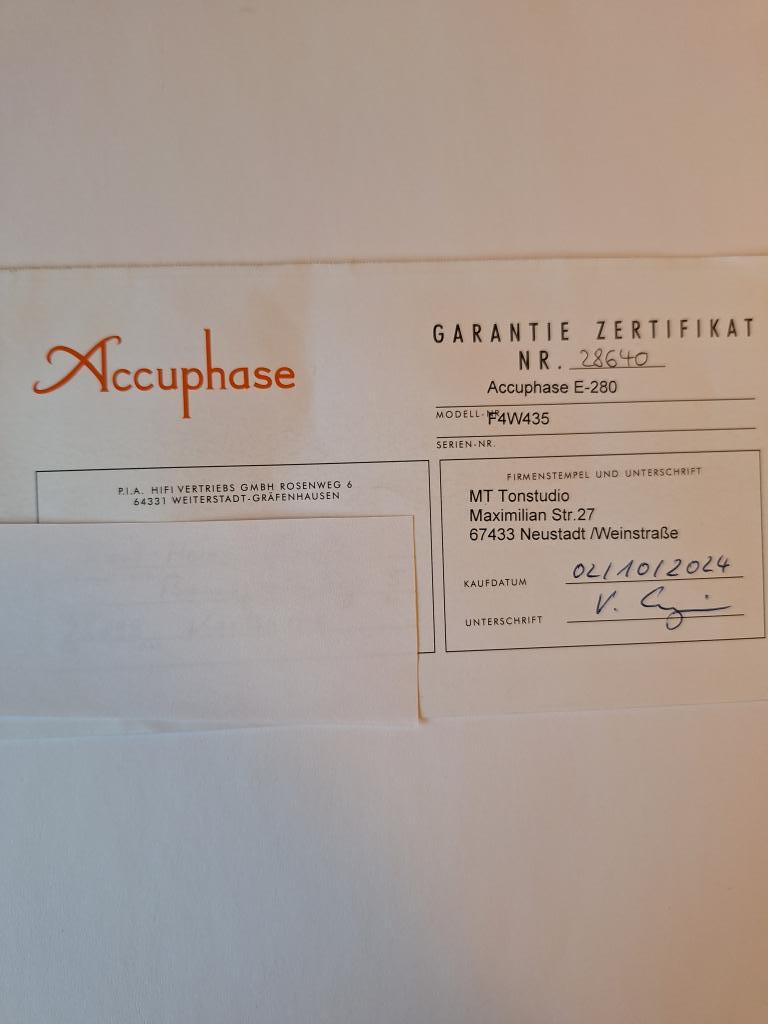 Accuphase
GARANTIE ZERTIFIKAT
NR. 28640
Accuphase E-280
MODELL-NR.
F4W435
SERIEN-NR.
P.I.A. HIFI VERTRIEBS GMBH ROSENWEG 6
64331 WEITERSTADT-GRÄFENHAUSEN
FIRMENSTEMPEL UND UNTERSCHRIFT
MT Tonstudio
Maximilian Str.27
67433 Neustadt /Weinstraße
KAUFDATUM 02/10/2024
UNTERSCHRIFT V.